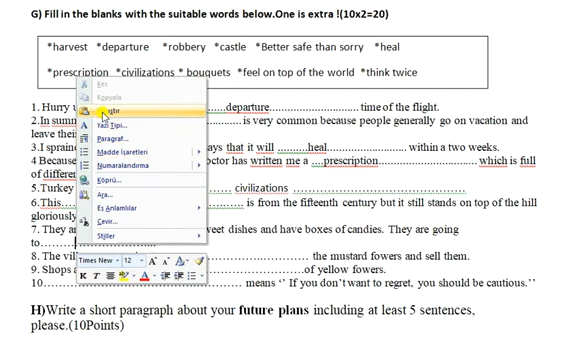 G) Fill in the blanks with the suitable words below.One is extra !(10x2=20)
*harvest *departure *robbery *castle *Better safe than sorry *heal
*prescription *civilizations * bouquets *feel on top of the world *think twice
1. Hurry ...departure........................... time of the flight.
2.In sum ............ is very common because people generally go on vacation and
leave
3.I ays that it will .........heal......................... within a two weeks.
4 Because ctor has written me a ....prescription............................... which is full
of
5.Turkey ....... civilizations ............................................
6.This.... ............ is from the fifteenth century but it still stands on top of the hill
gloriously
7. They eet dishes and have boxes of candies. They are going
to.....
8. The ................................ the mustard fowers and sell them.
9. Shops ..............................of yellow fowers.
10................. means ‘’ If you don’twant to regret, you should be cautious.’’
Kes
Kopyala
Yazı Tipi...
Paragraf...
Madde İşaretleri
Numaralandırma
Köprü...
Ara...
Eş Anlamlılar
Çevir...
Stiller
Times New 12 A A A
K T A
H)Write a short paragraph about your future plans including at least 5 sentences,
please.(10Points)